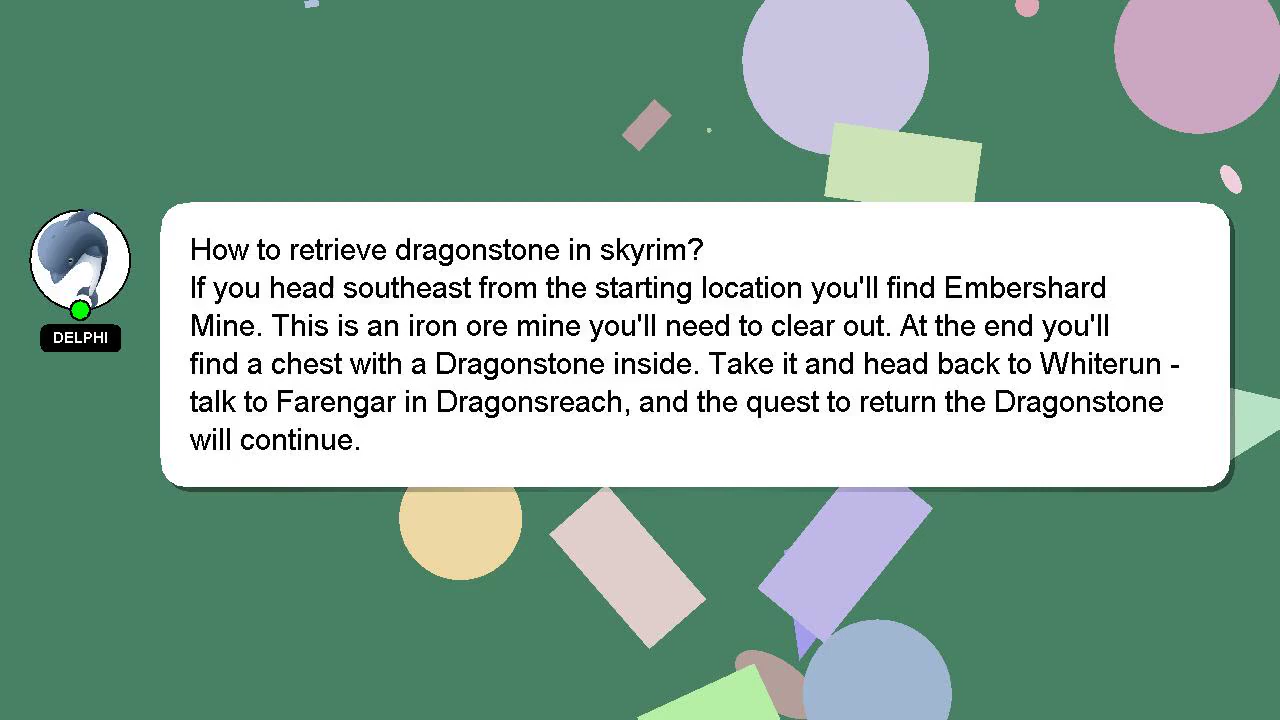 How to retrieve dragonstone in skyrim?
If you head southeast from the starting location you'll find Embershard
Mine. This is an iron ore mine you'll need to clear out. At the end you'll
find a chest with a Dragonstone inside. Take it and head back to Whiterun -
talk to Farengar in Dragonsreach, and the quest to return the Dragonstone
will continue.
DELPHI